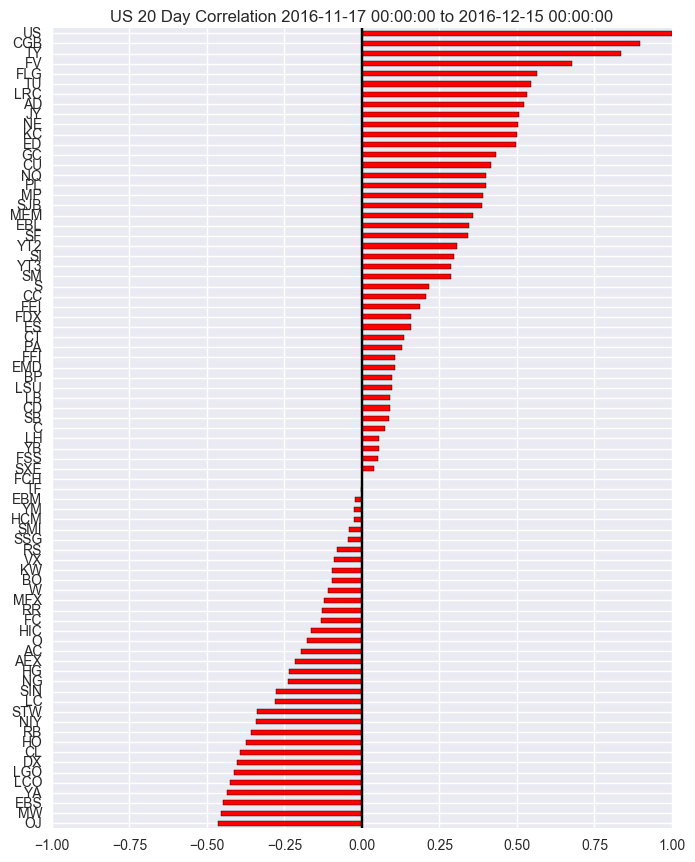 US 20 Day Correlation 2016-11-17 00:00:00 to 2016-12-15 00:00:00
US
CGB
TY
FV
FLG
TU
LRC
AD
JY
NE
KC
ED
GC
CU
NQ
PL
MP
SJB
MEM
EBL
SF
YT2
SI
YT3
SM
S
CC
FEI
FDX
ES
CT
PA
EMD
BP
LSU
LB
CD
SB
C
LH
YB
FSS
SXE
FCH
TF
EBM
YM
HCM
SMI
SSG
RS
VX
KW
BO
W
MFX
RR
FC
HIC
O
AC
AEX
HG
NG
SIN
LC
STW
NIY
RB
HO
CL
DX
LGO
LCO
YA
EBS
MW
OJ
−1.00 −0.75 −0.50 −0.25 0.00 0.25 0.50 0.75 1.00